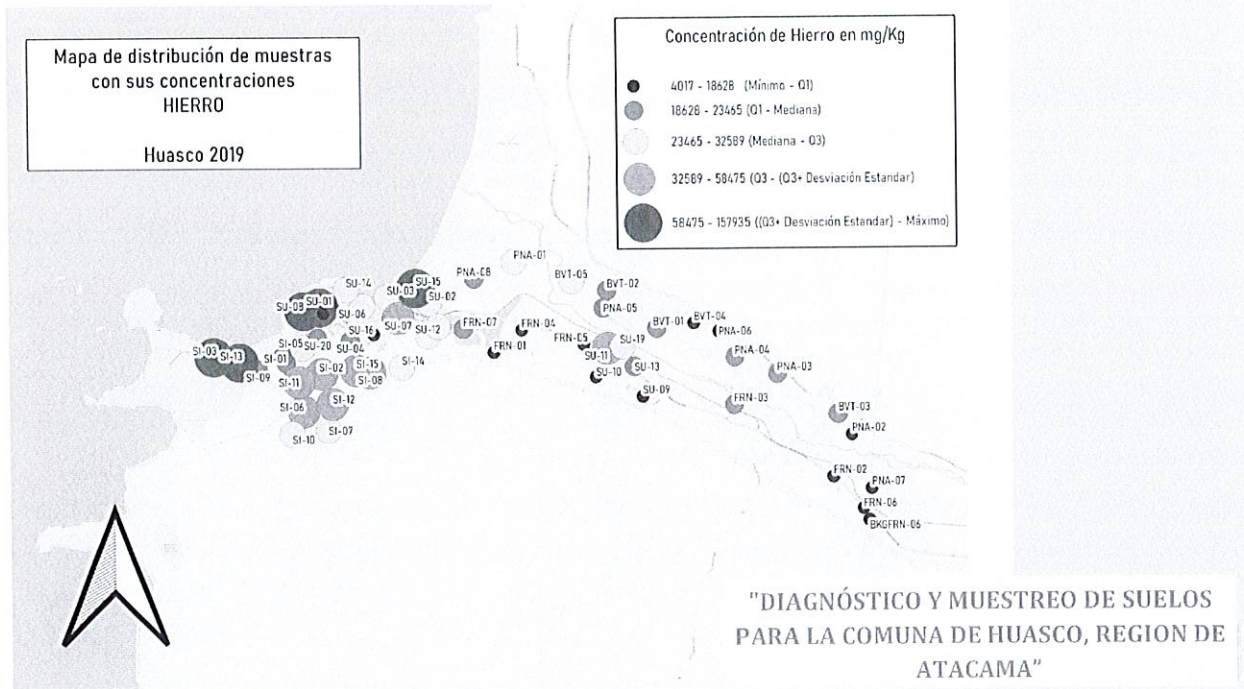 Mapa de distribución de muestras
con sus concentraciones
HIERRO
Huasco 2019
Concentración de Hierro en mg/Kg
4017 - 18628 (Mínimo - Q1)
18628 - 23465 (Q1 - Mediana)
23465 - 32589 (Mediana - Q3)
32589 - 58475 (Q3 - (Q3+ Desviación Estandar)
58475 - 157935 ((Q3+ Desviación Estandar) - Máximo)
PNA-01
PNA-08
BVT-05
BVT-02
SU-14
SU-15
SU-03
SU-02
SU-01
SU-08
SU-06
PNA-05
SU-16
SU-07
SU-12
FRN-07
FRN-04
BVT-01
BVT-04
PNA-06
SI-05
SU-20
SU-04
FRN-01
FRN-05
SU-19
SU-11
PNA-04
SI-03
SI-13
SI-01
SI-09
SI-02
SI-15
SI-14
SI-08
SI-11
SU-10
SU-13
PNA-03
SI-12
SI-06
SU-09
FRN-03
BVT-03
SI-10
SI-07
PNA-02
FRN-02
PNA-07
FRN-06
BKGFRN-06
"DIAGNÓSTICO Y MUESTREO DE SUELOS
PARA LA COMUNA DE HUASCO, REGION DE
ATACAMA”